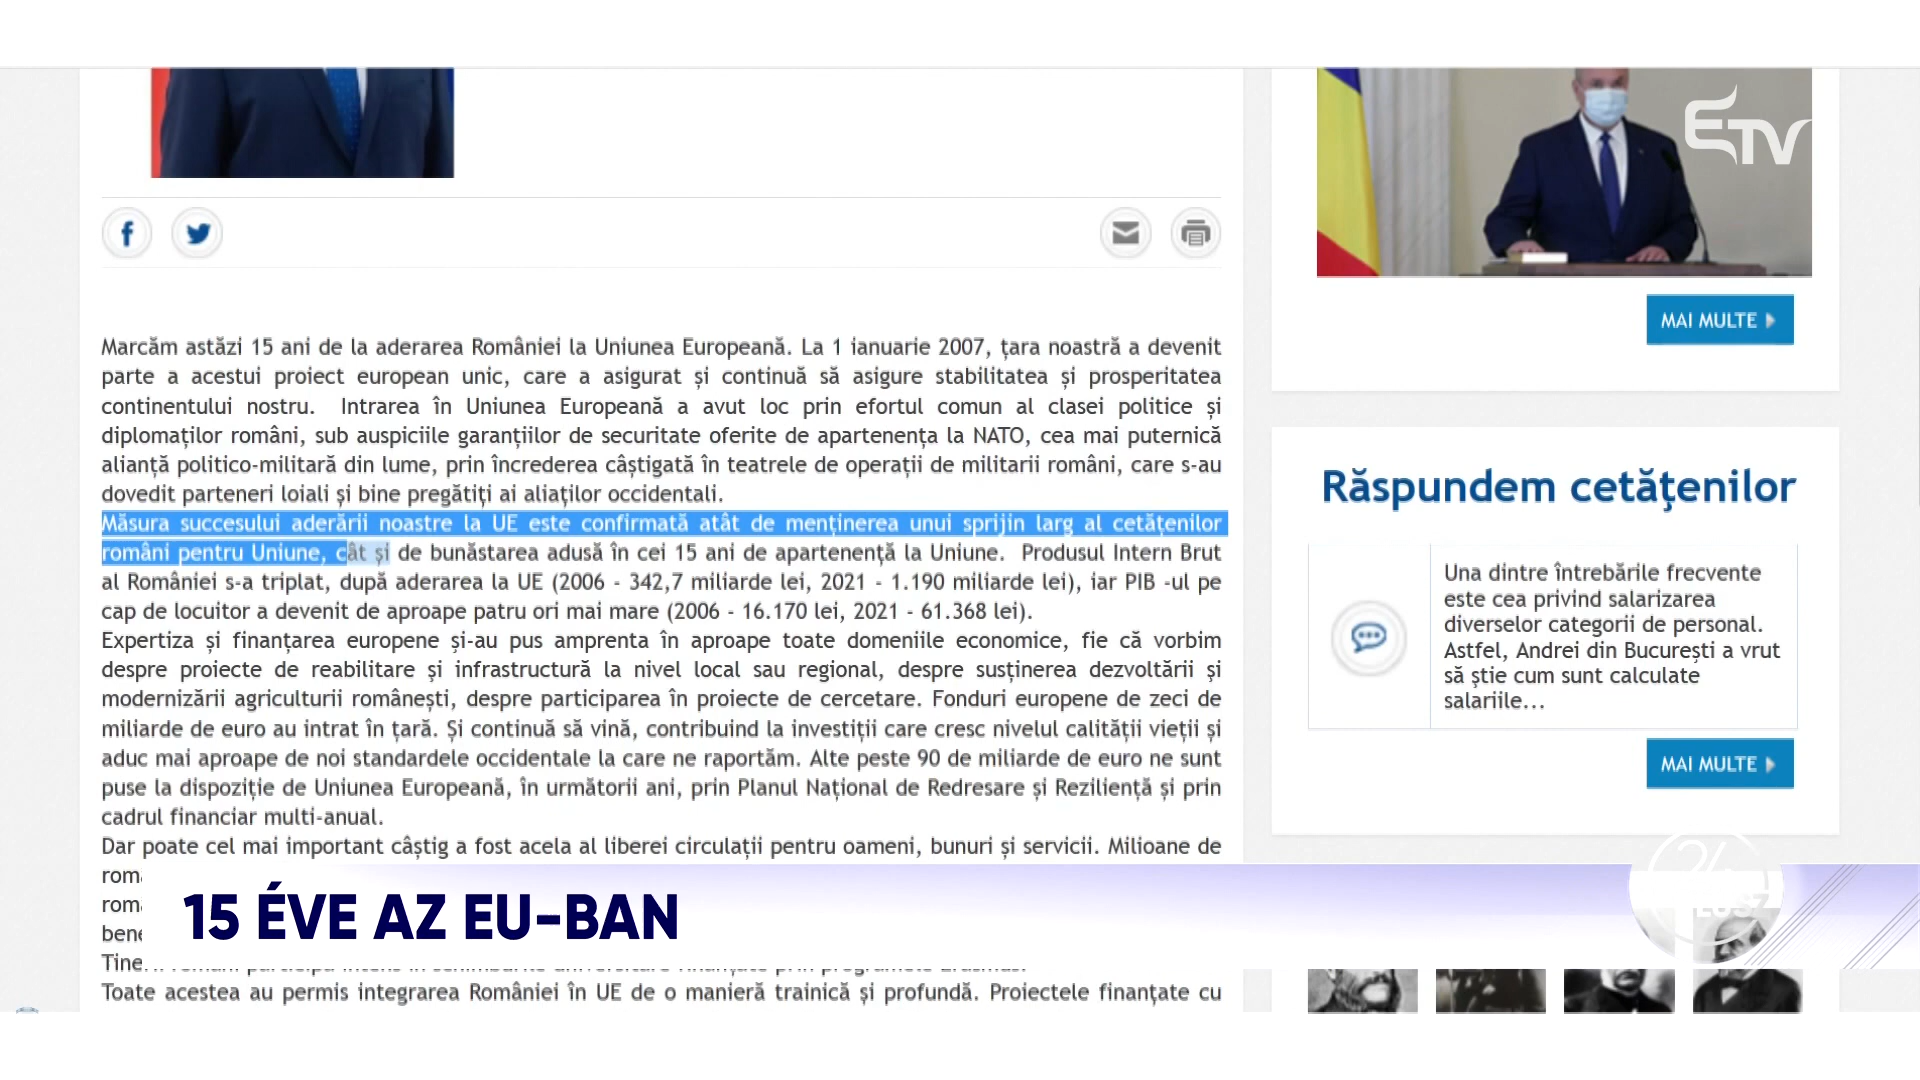 ETV
MAI MULTE
Marcăm astăzi 15 ani de la aderarea României la Uniunea Europeană. La 1 ianuarie 2007, țara noastră a devenit
parte a acestui proiect european unic, care a asigurat și continuă să asigure stabilitatea și prosperitatea
continentului nostru. Intrarea în Uniunea Europeană a avut loc prin efortul comun al clasei politice și
diplomaților români, sub auspiciile garanțiilor de securitate oferite de apartenența la NATO, cea mai puternică
alianță politico-militară din lume, prin încrederea câștigată în teatrele de operații de militarii români, care s-au
dovedit parteneri loiali și bine pregătiți ai aliaților occidentali.
Măsura succesului aderării noastre la UE este confirmată atât de menținerea unui sprijin larg al cetățenilor
români pentru Uniune, cât și de bunăstarea adusă în cei 15 ani de apartenență la Uniune. Produsul Intern Brut
al României s-a triplat, după aderarea la UE (2006 - 342,7 miliarde lei, 2021 - 1.190 miliarde lei), iar PIB -ul pe
cap de locuitor a devenit de aproape patru ori mai mare (2006 - 16.170 lei, 2021 - 61.368 lei).
Expertiza și finanțarea europene și-au pus amprenta în aproape toate domeniile economice, fie că vorbim
despre proiecte de reabilitare şi infrastructură la nivel local sau regional, despre susținerea dezvoltării şi
modernizării agriculturii românești, despre participarea în proiecte de cercetare. Fonduri europene de zeci de
miliarde de euro au intrat în țară. Și continuă să vină, contribuind la investiții care cresc nivelul calității vieții și
aduc mai aproape de noi standardele occidentale la care ne raportăm. Alte peste 90 de miliarde de euro ne sunt
puse la dispoziție de Uniunea Europeană, în următorii ani, prin Planul Național de Redresare și Reziliență și prin
cadrul financiar multi-anual.
Dar poate cel mai important câștig a fost acela al liberei circulații pentru oameni, bunuri și servicii. Milioane de
Toate acestea au permis integrarea României în UE de o manieră trainică și profundă. Proiectele finanțate cu
Răspundem cetăţenilor
Una dintre întrebările frecvente
este cea privind salarizarea
diverselor categorii de personal.
Astfel, Andrei din București a vrut
să ştie cum sunt calculate
salariile...
MAI MULTE
15 ÉVE AZ EU-BAN